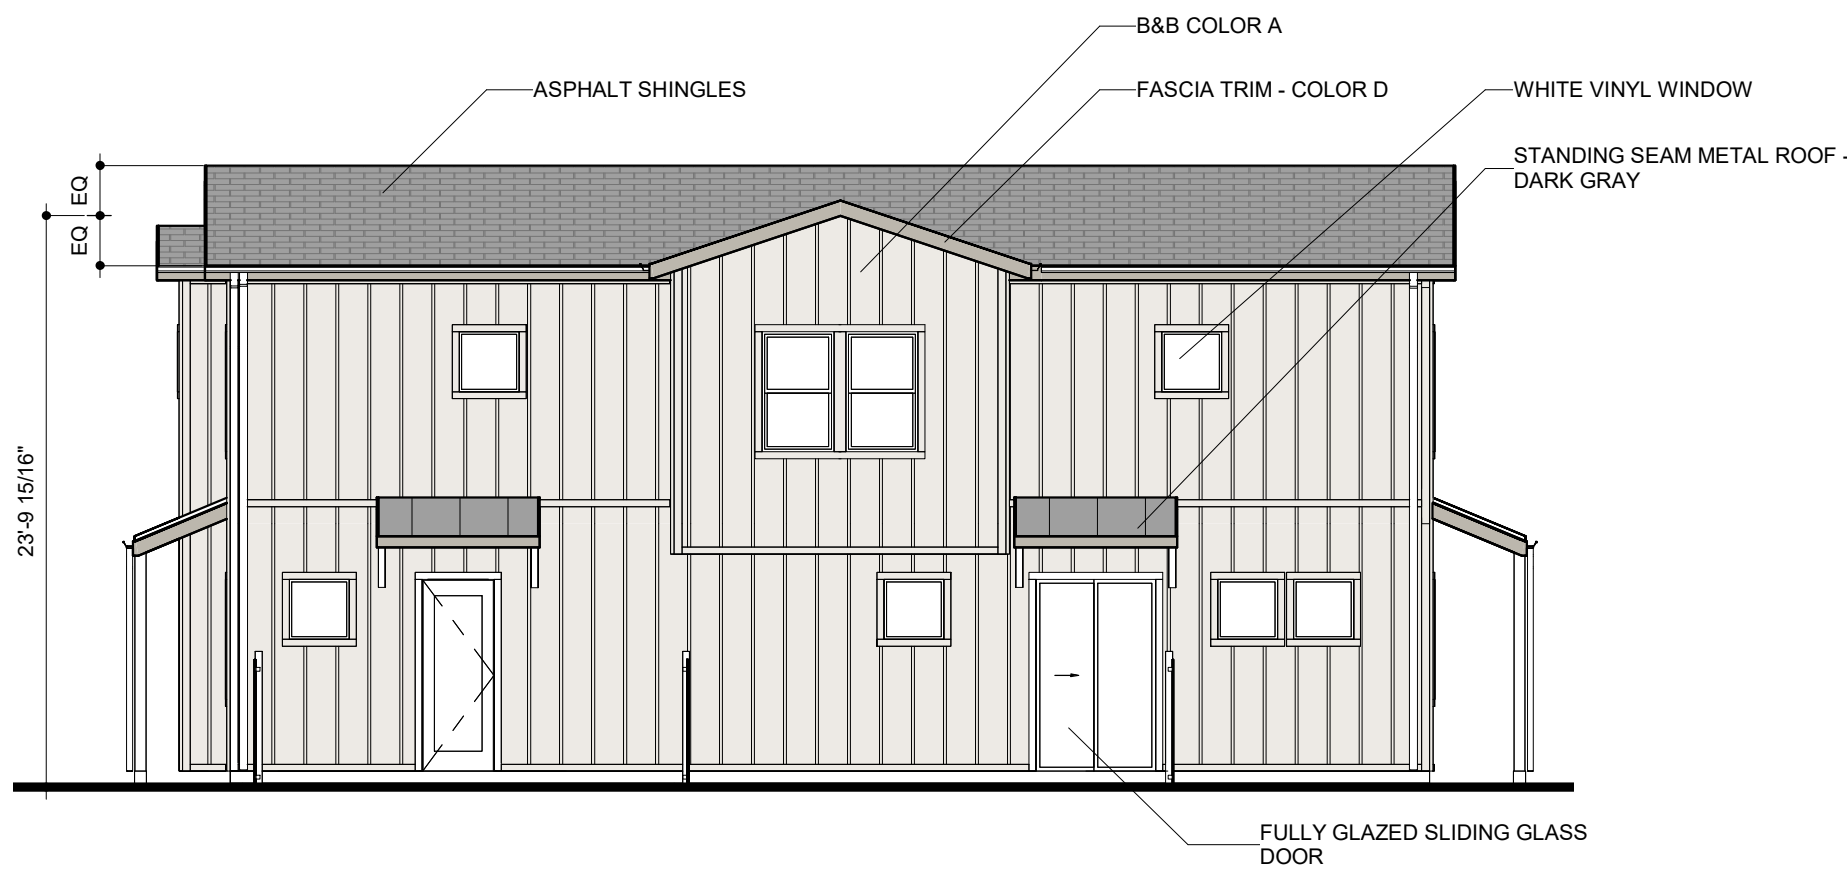 B&B COLOR A
ASPHALT SHINGLES
FASCIA TRIM - COLOR D
WHITE VINYL WINDOW
STANDING SEAM METAL ROOF -
DARK GRAY
EQ
EQ
23'-9 15/16"
FULLY GLAZED SLIDING GLASS
DOOR